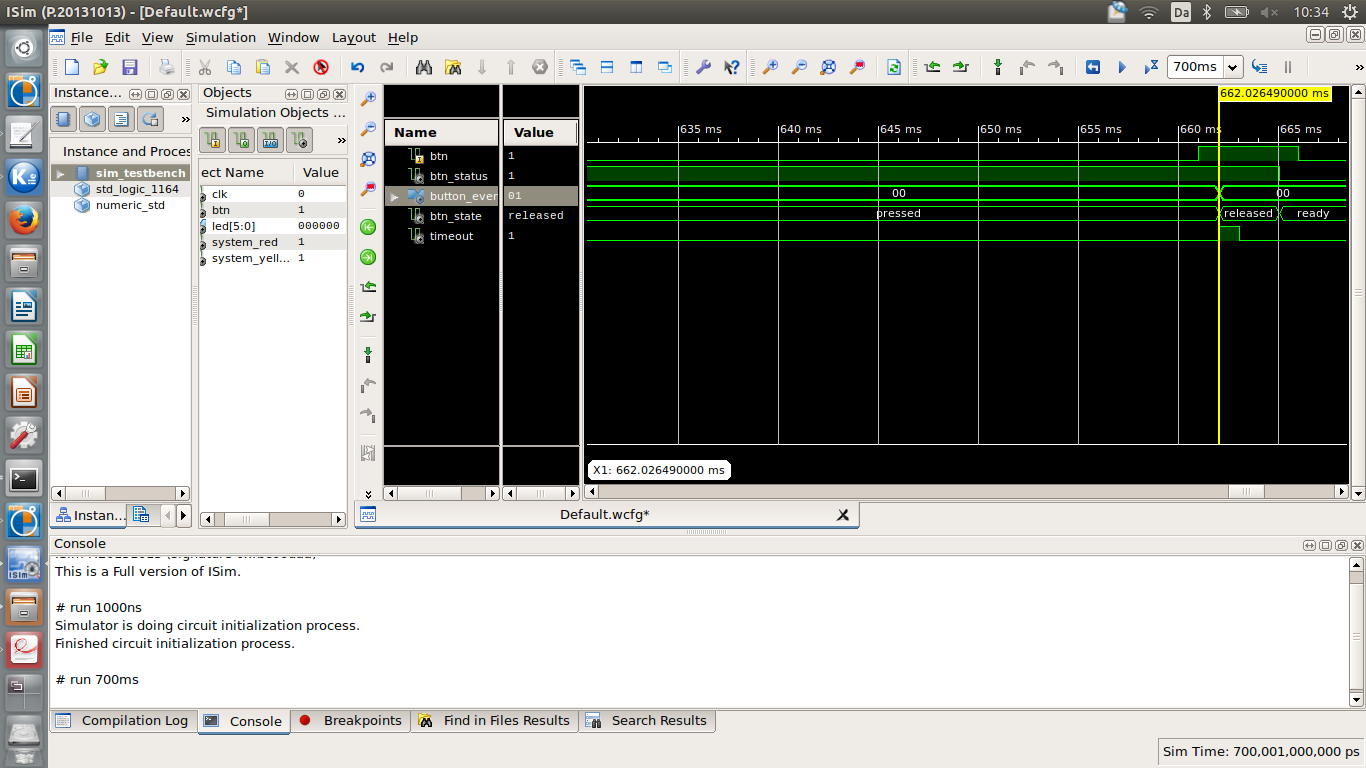 ISim (P.20131013) - [Default.wcfg*]
Da
10:34
File Edit View Simulation Window Layout Help
700ms
»
Instance...
Objects
Simulation Objects ...
»
»
Instance and Proces
sim_testbench
std_logic_1164
numeric_std
ect Name Value
clk 0
btn 1
led[5:0] 000000
system_red 1
system_yell... 1
Name Value
btn 1
btn_status 1
button_ever 01
btn_state released
timeout 1
662.026490000 ms
635 ms 640 ms 645 ms 650 ms 655 ms 660 ms 665 ms
00 00
pressed released ready
X1: 662.026490000 ms
Instan...
Default.wcfg*
Console
This is a Full version of ISim.
# run 1000ns
Simulator is doing circuit initialization process.
Finished circuit initialization process.
# run 700ms
Compilation Log Console Breakpoints Find in Files Results Search Results
Sim Time: 700,001,000,000 ps